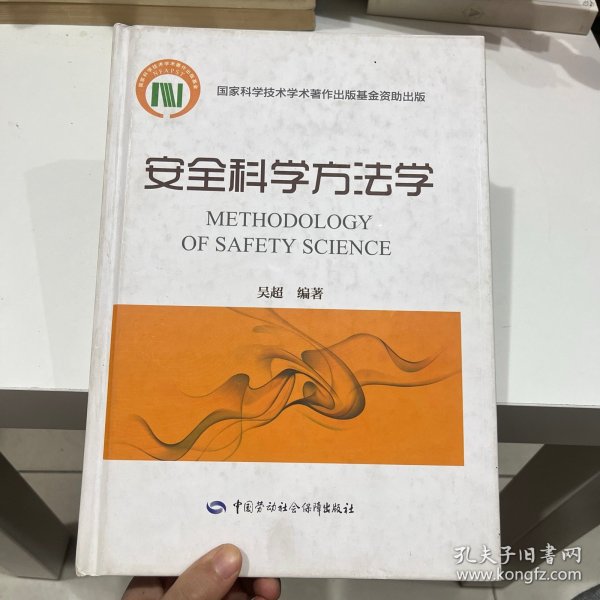 国家科学技术学术著作出版基金资助出版
安全科学方法学
METHODOLOGY
OF SAFETY SCIENCE
吴超 编著
中国劳动社会保障出版社
孔夫子旧书网
www.kongfz.com